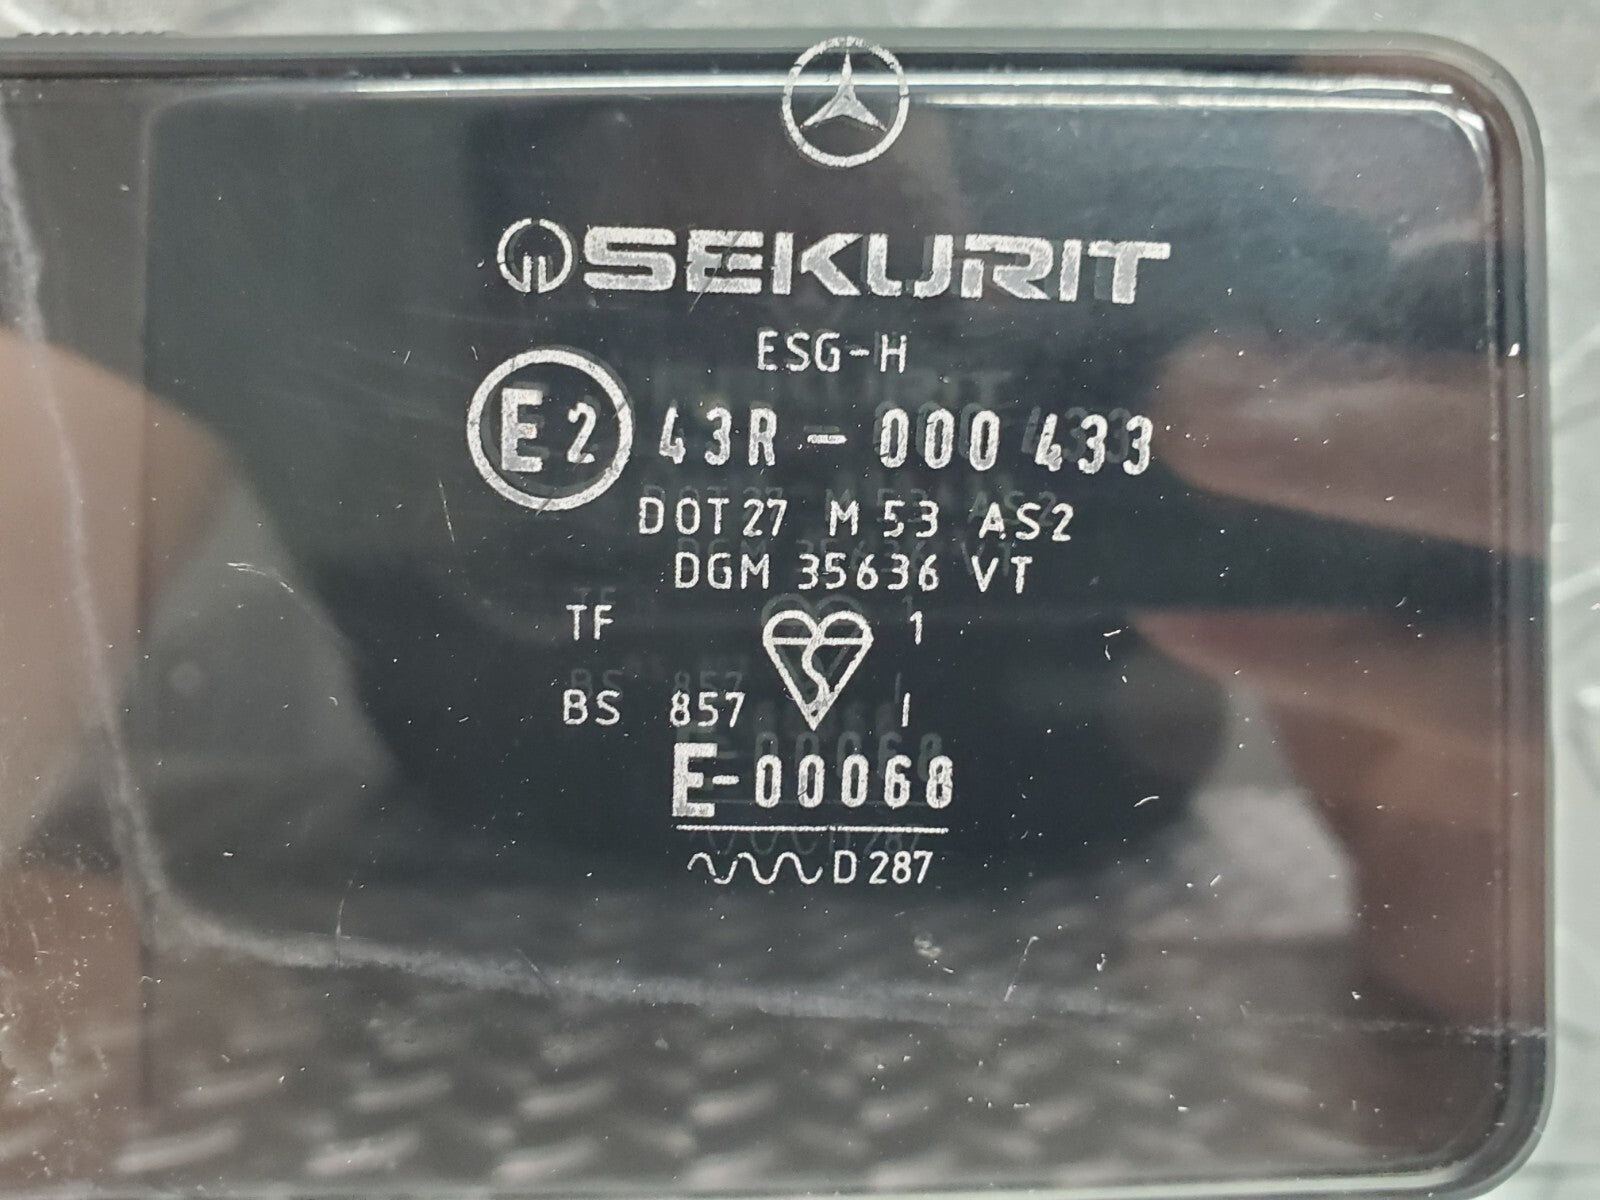 SEKURIT
ESG-H
E2 43R - 000 433
DOT 27 M 53 AS2
DGM 35636 VT
TF 1
BS 857 I
E-00068
D 287